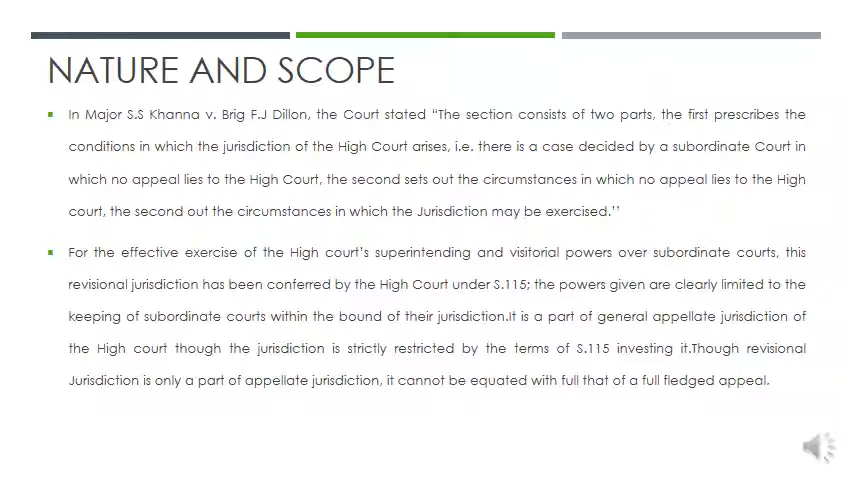 NATURE AND SCOPE
In Major S.S Khanna v. Brig F.J Dillon, the Court stated “The section consists of two parts, the first prescribes the
conditions in which the jurisdiction of the High Court arises, i.e. there is a case decided by a subordinate Court in
which no appeal lies to the High Court, the second sets out the circumstances in which no appeal lies to the High
court, the second out the circumstances in which the Jurisdiction may be exercised.’’
For the effective exercise of the High court’s superintending and visitorial powers over subordinate courts, this
revisional jurisdiction has been conferred by the High Court under S.115; the powers given are clearly limited to the
keeping of subordinate courts within the bound of their jurisdiction.It is a part of general appellate jurisdiction of
the High court though the jurisdiction is strictly restricted by the terms of S.115 investing it.Though revisional
Jurisdiction is only a part of appellate jurisdiction, it cannot be equated with full that of a full fledged appeal.